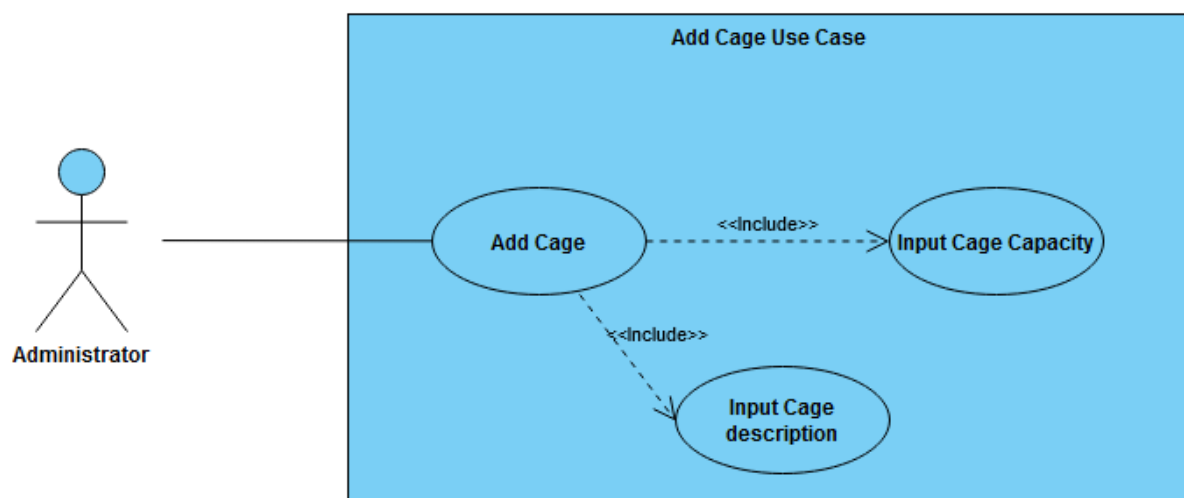 Add Cage Use Case
Add Cage
<<Include>>
Input Cage Capacity
<<Include>>
Administrator
Input Cage
description